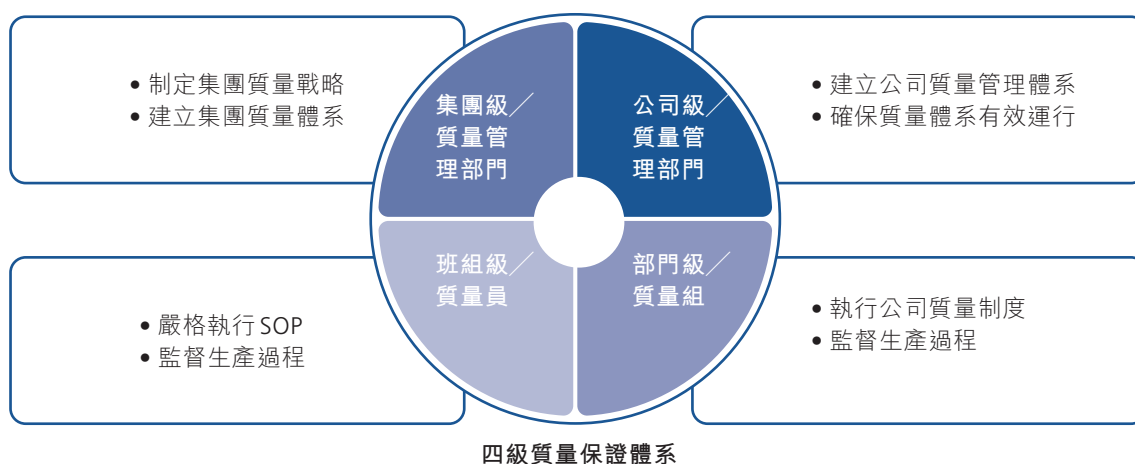 • 制定集團質量戰略
• 建立集團質量體系
集團級／
質量管
理部門
公司級／
質量管
理部門
• 建立公司質量管理體系
• 確保質量體系有效運行
• 嚴格執行 SOP
• 監督生產過程
班組級／
質量員
部門級／
質量組
• 執行公司質量制度
• 監督生產過程
四級質量保證體系